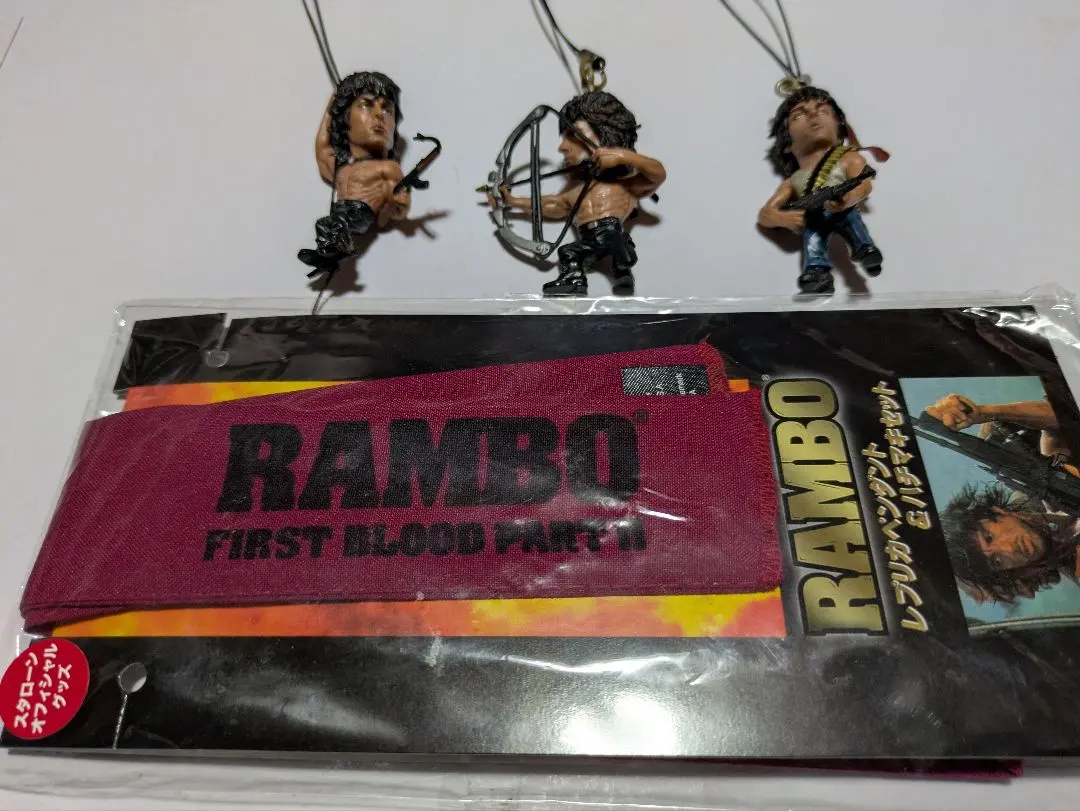 RAMBO®
FIRST BLOOD PART II
RAMBO®
レプリカペンダント
& ハチマキセット
スタローン
オフィシャル
グッズ